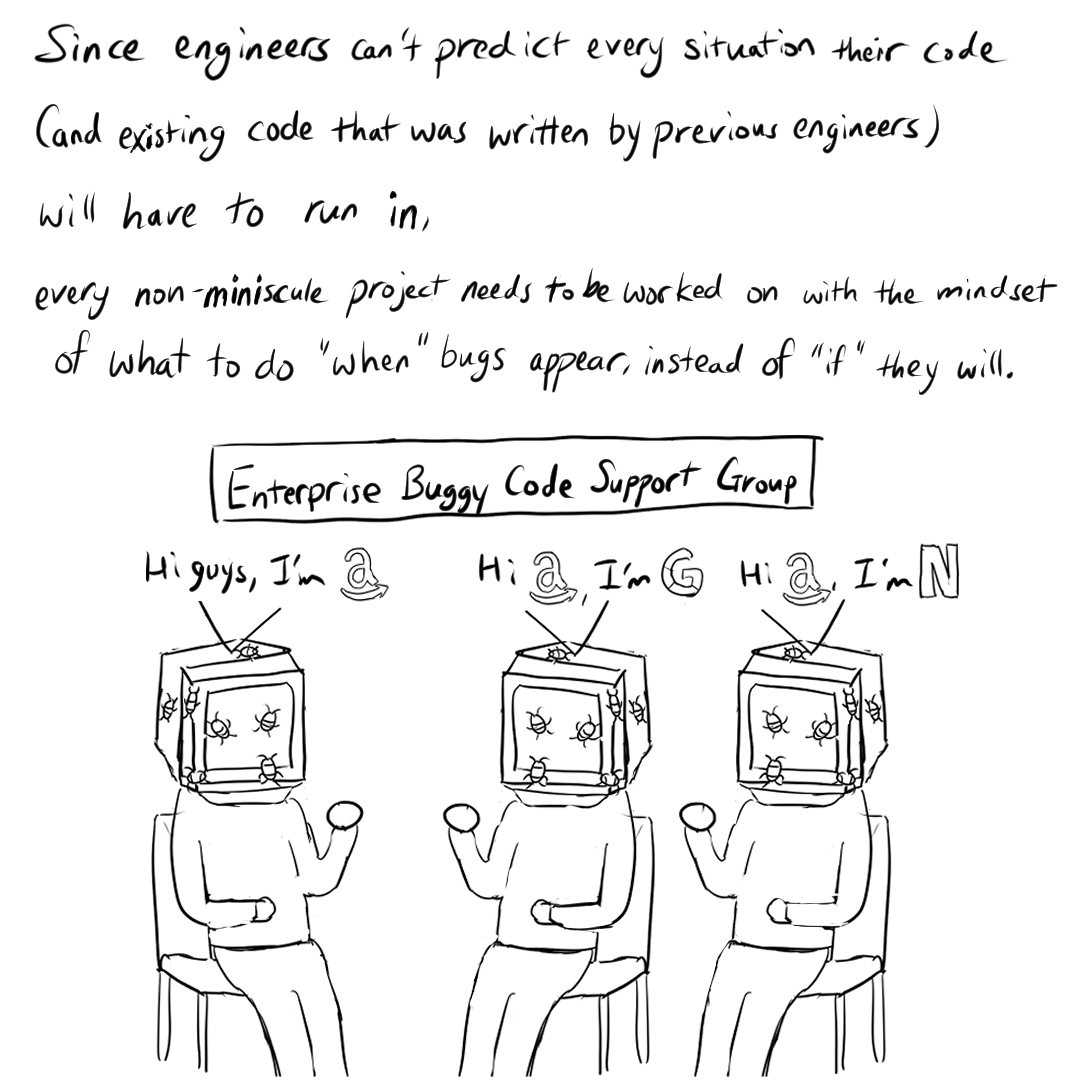 Since engineers can't predict every situation their code
(and existing code that was written by previous engineers)
will have to run in,
every non-miniscule project needs to be worked on with the mindset
of what to do "when" bugs appear, instead of "if" they will.
Enterprise Buggy Code Support Group
Hi guys, I'm a
Hi a, I'm G
Hi a, I'm N